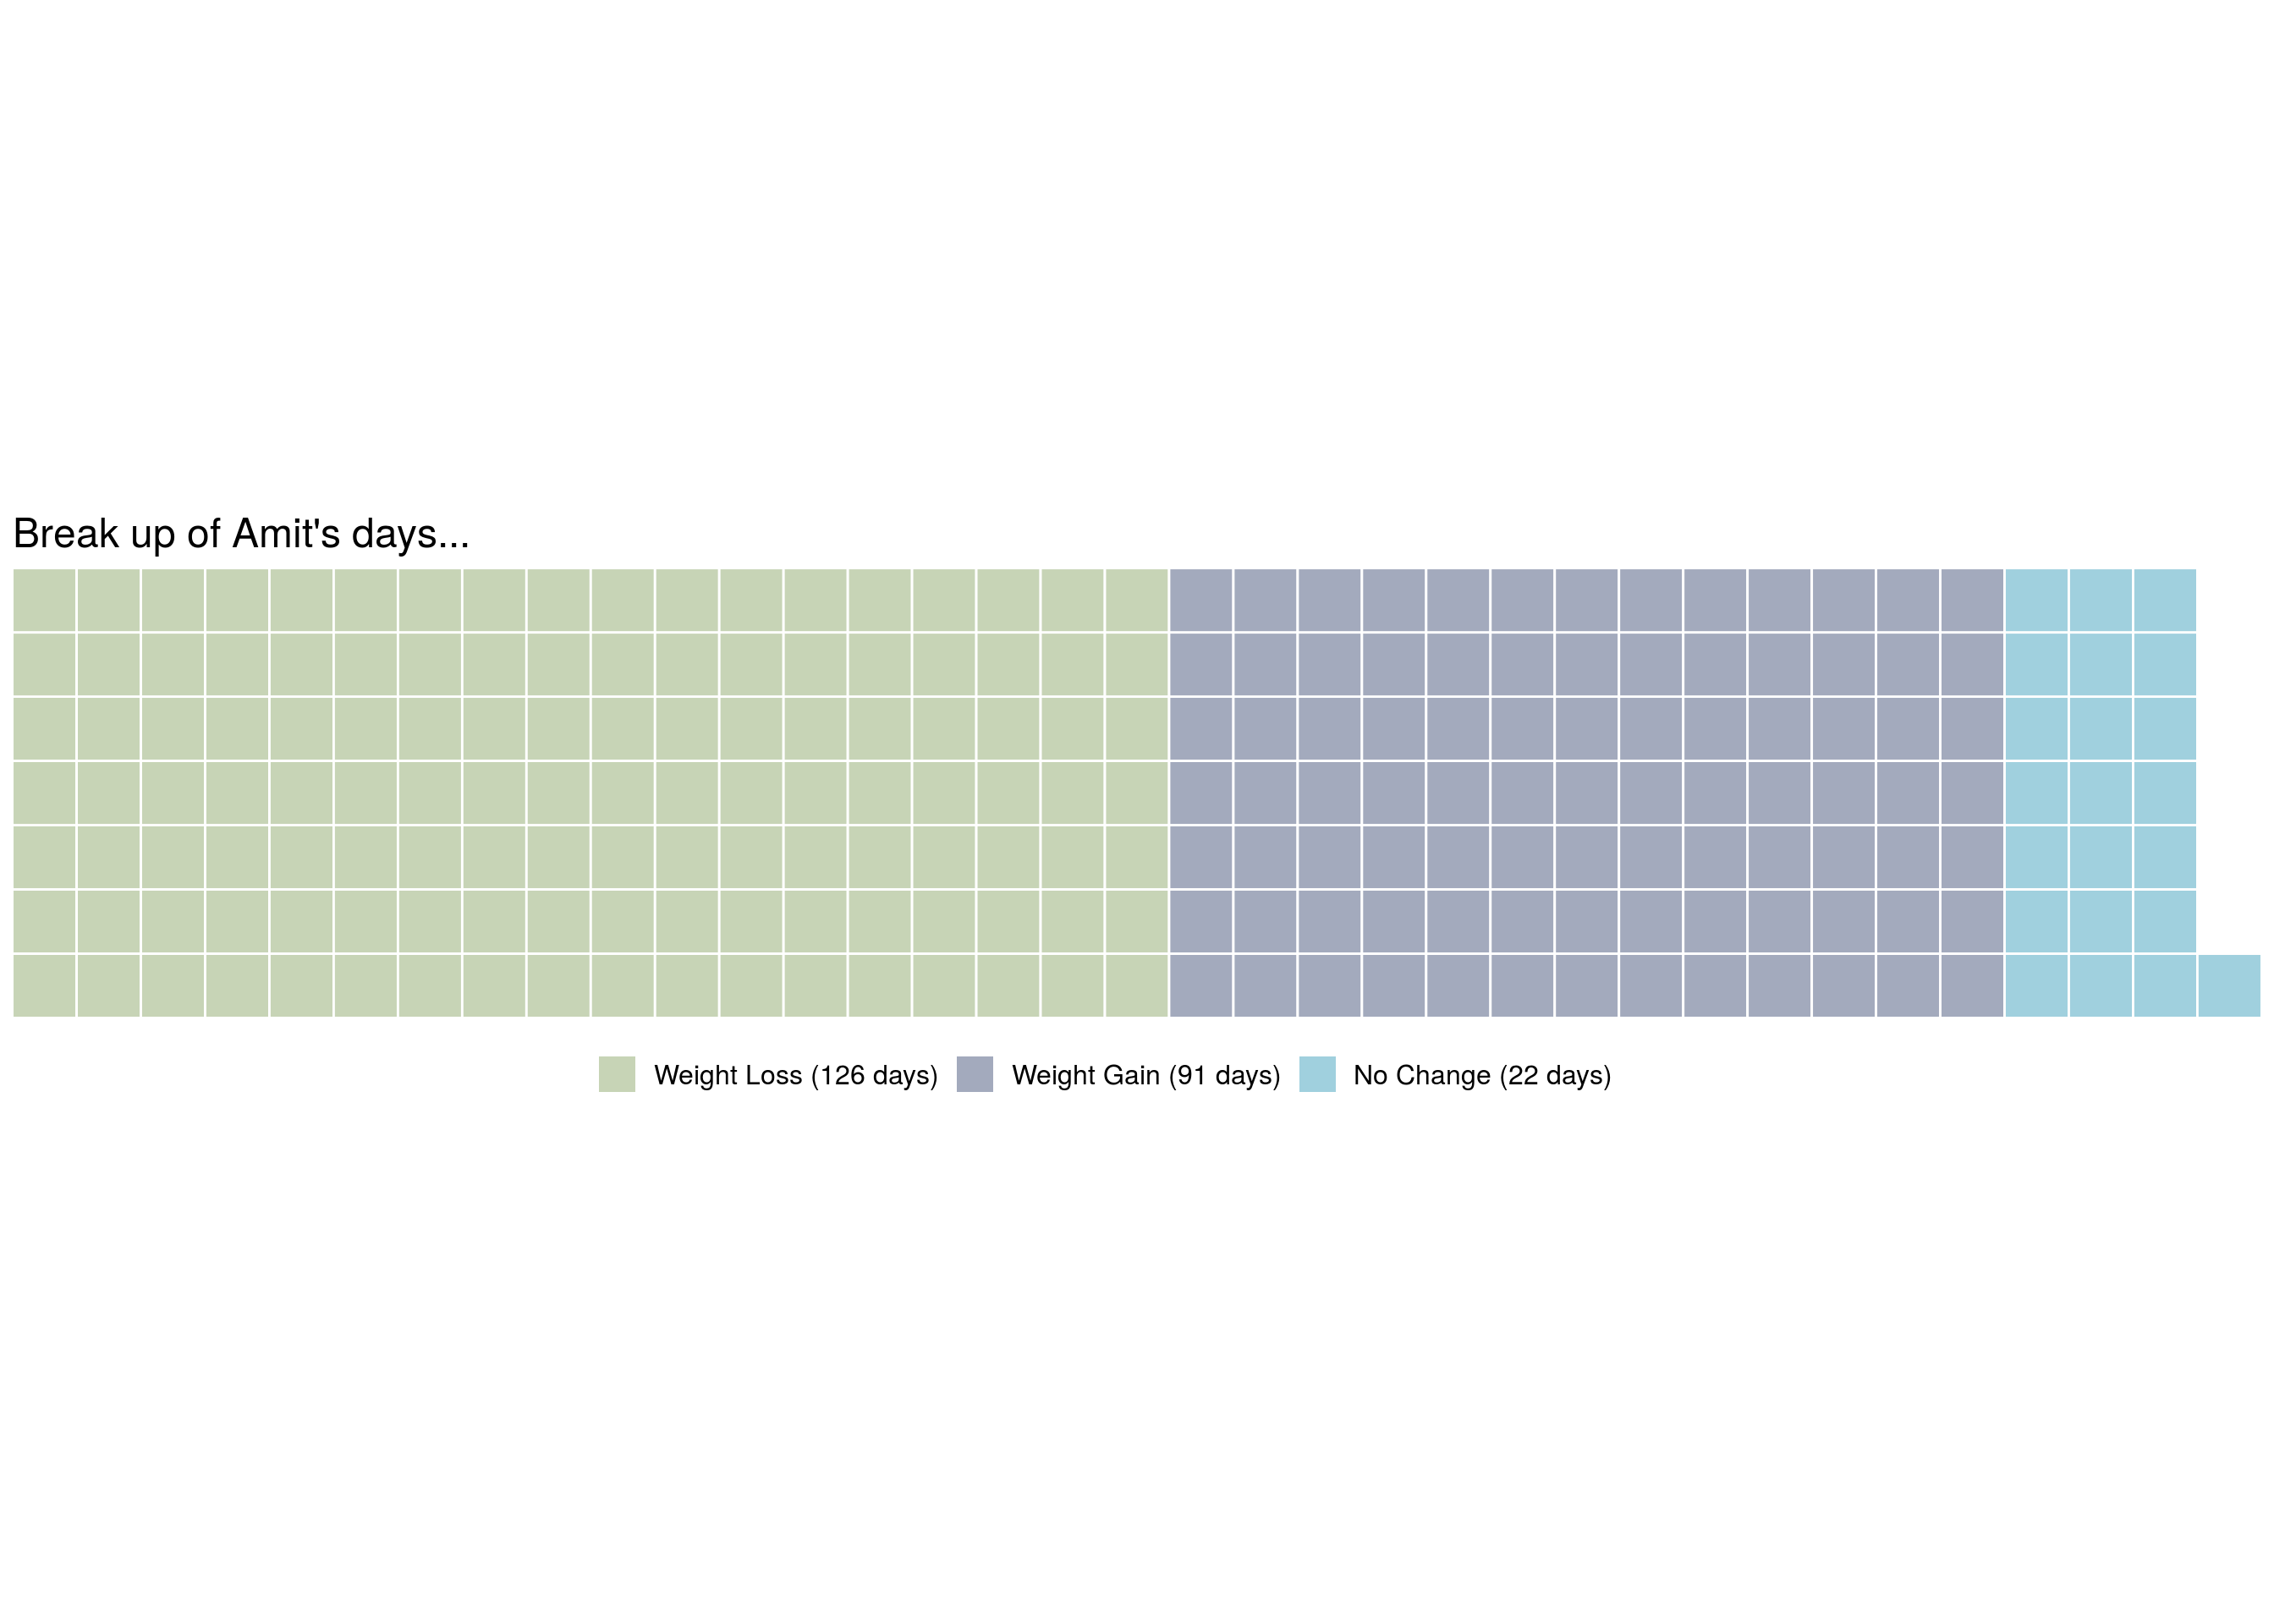 Break up of Amit's days...
Weight Loss (126 days) Weight Gain (91 days) No Change (22 days)